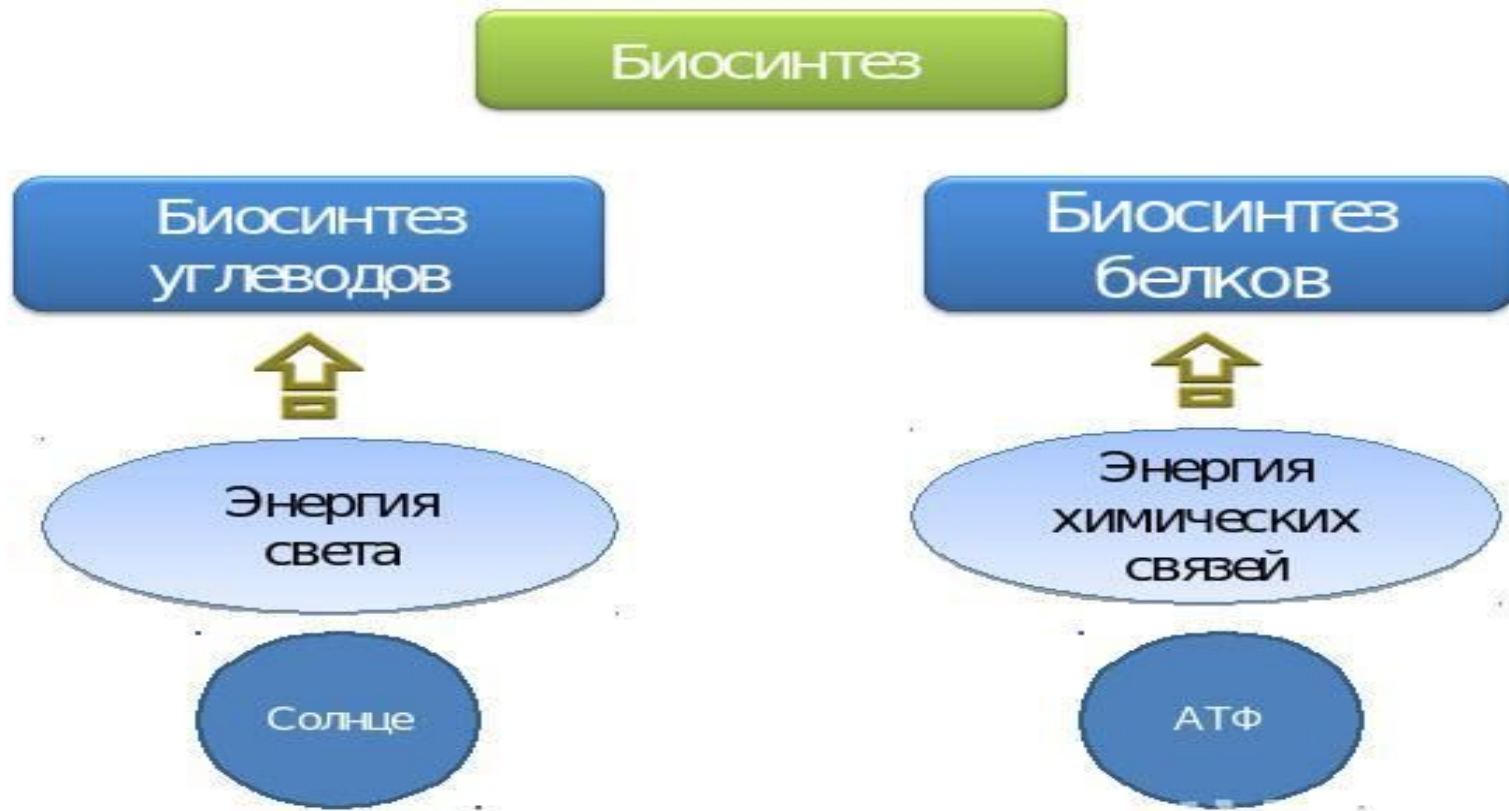 Биосинтез
Биосинтез
углеводов
Биосинтез
белков
Энергия
света
Энергия
химических
связей
Солнце
АТФ